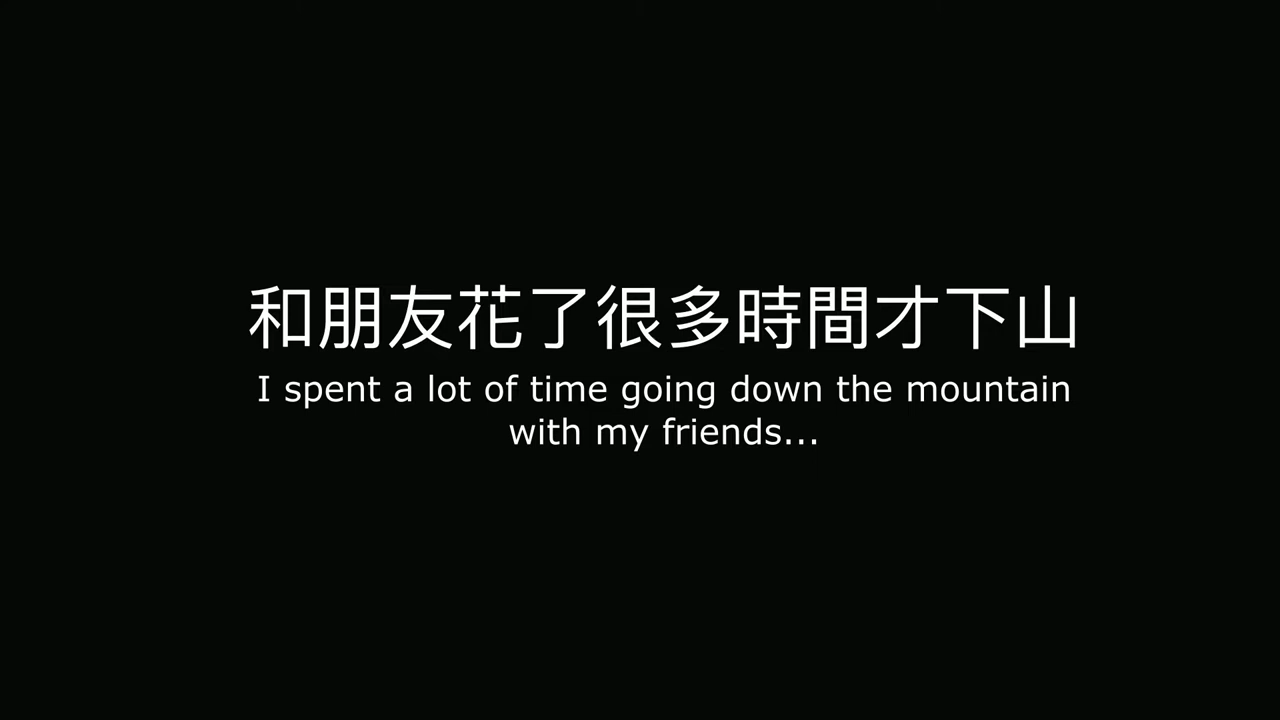 和朋友花了很多時間才下山
I spent a lot of time going down the mountain
with my friends...